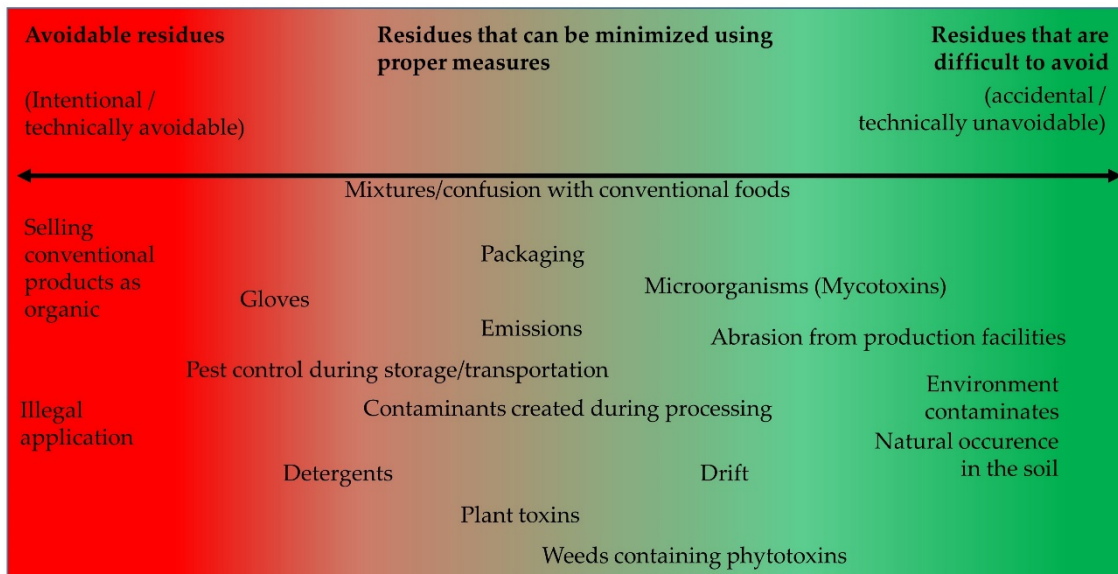 Avoidable residues
(Intentional /
technically avoidable)
Residues that can be minimized using
proper measures
Residues that are
difficult to avoid
(accidental /
technically unavoidable)
Mixtures/confusion with conventional foods
Selling
conventional
products as
organic
Packaging
Microorganisms (Mycotoxins)
Gloves
Emissions
Abrasion from production facilities
Pest control during storage/transportation
Environment
contaminates
Illegal
application
Contaminants created during processing
Natural occurence
in the soil
Detergents
Drift
Plant toxins
Weeds containing phytotoxins